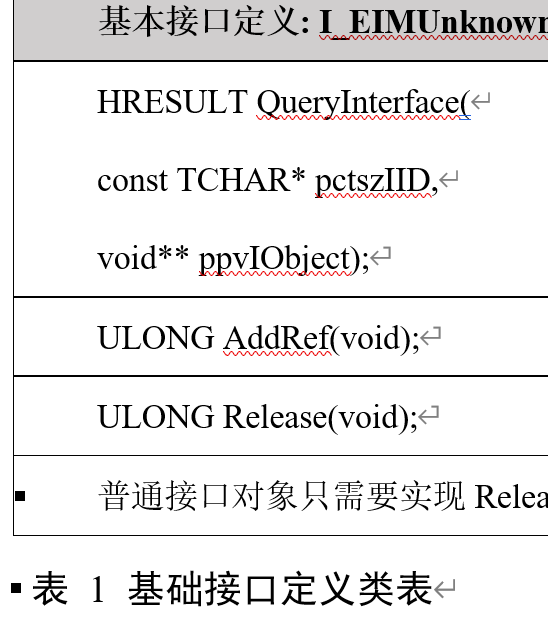 基本接口定义: I_EIMUnknown
HRESULT QueryInterface(
const TCHAR* pctszIID,
void** ppvIObject);
ULONG AddRef(void);
ULONG Release(void);
普通接口对象只需要实现 Relea
表 1 基础接口定义类表